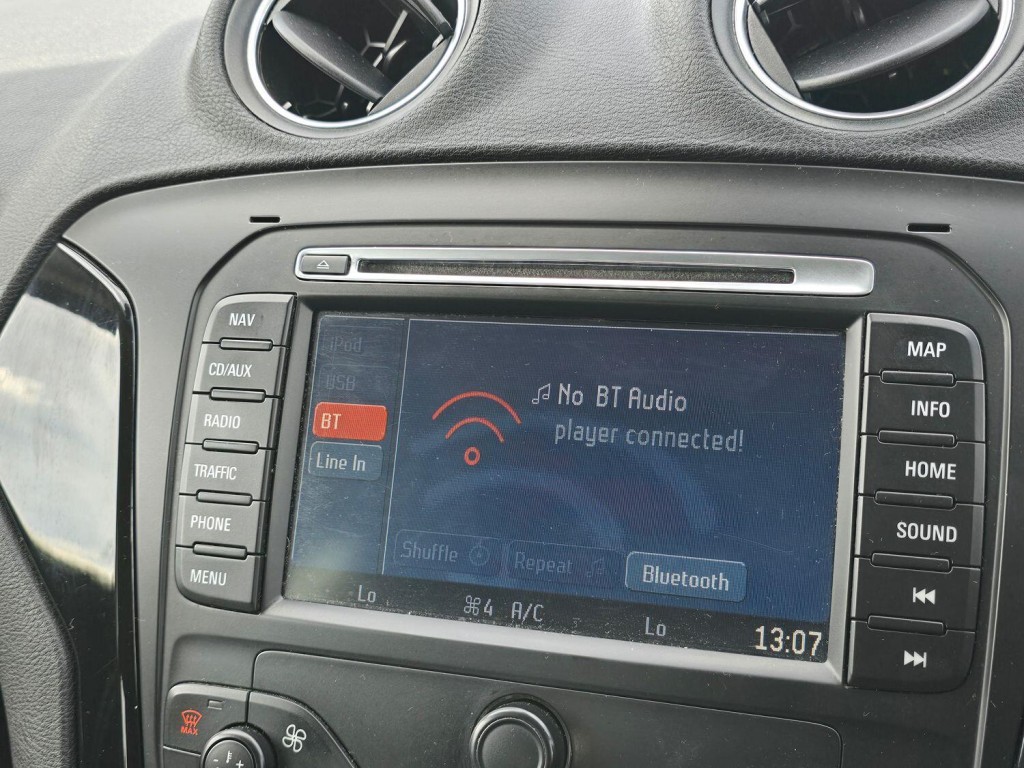 NAV
CD/AUX
RADIO
TRAFFIC
PHONE
MENU
iPod
USB
BT
Line In
No BT Audio
player connected!
Shuffle
Repeat
Bluetooth
Lo
4 A/C
Lo
13:07
MAP
INFO
HOME
SOUND
MAX
- +